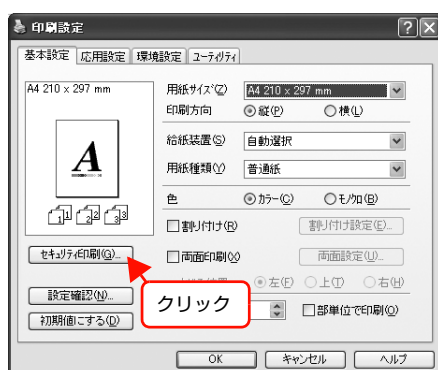 印刷設定
基本設定 応用設定 環境設定 ユーティリティ
A4 210 × 297 mm
用紙サイズ(Z) A4 210 × 297 mm
印刷方向 縦(P) 横(L)
給紙装置(S) 自動選択
用紙種類(Y) 普通紙
A
色 カラー(C) モノクロ(B)
1 1 2 2 3 3
割り付け(R) 割り付け設定(E)...
セキュリティ印刷(G)... 両面印刷(X) 両面設定(U)...
左(F) 上(T) 右(H)
設定確認(N)... クリック 部単位で印刷(O)
初期値にする(D)
OK キャンセル ヘルプ